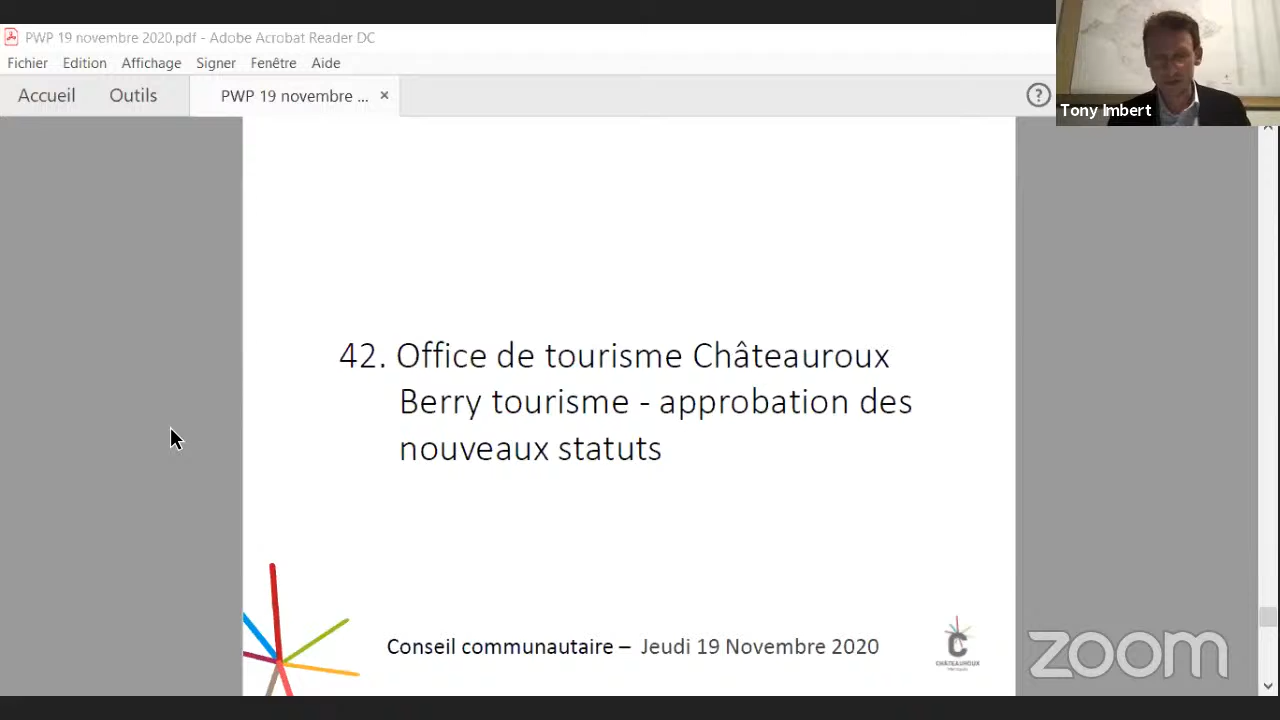 PWP 19 novembre 2020.pdf - Adobe Acrobat Reader DC
Fichier Edition Affichage Signer Fenêtre Aide
Accueil Outils PWP 19 novembre ... ×
?
Tony Imbert
42. Office de tourisme Châteauroux
Berry tourisme - approbation des
nouveaux statuts
Conseil communautaire – Jeudi 19 Novembre 2020
CHÂTEAUROUX
zoom